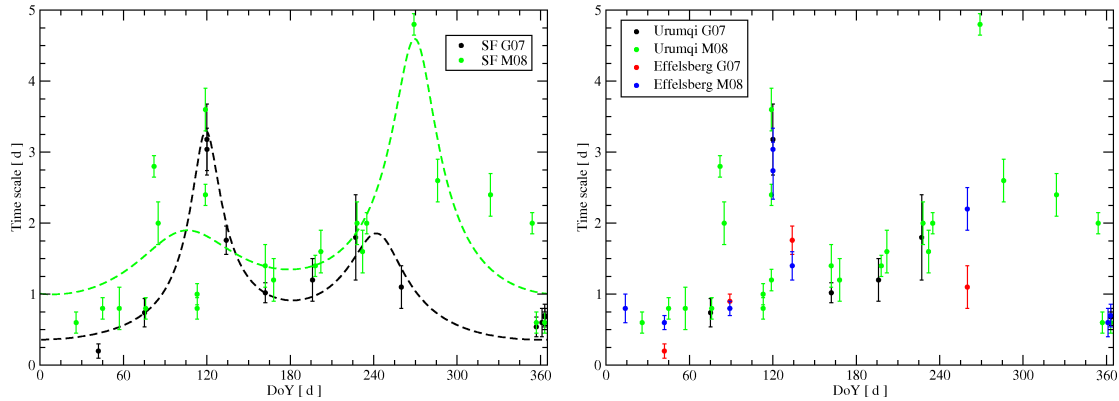 5
4
3
2
1
0
Time scale [ d ]
0 60 120 180 240 300 360
DoY [ d ]
SF G07
SF M08
5
4
3
2
1
0
Time scale [ d ]
0 60 120 180 240 300 360
DoY [ d ]
Urumqi G07
Urumqi M08
Effelsberg G07
Effelsberg M08